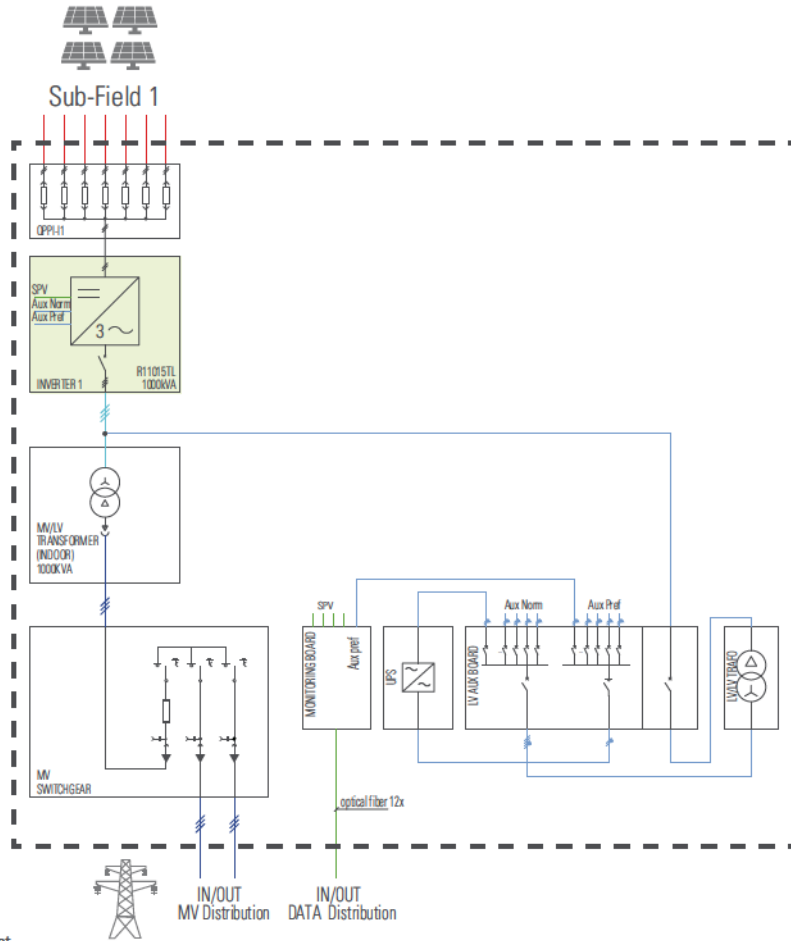 Sub-Field 1
QPPI-I1
SPV
Aux Norm
Aux Pref
3
INVERTER 1
R11015TL
1000kVA
MV/LV
TRANSFORMER
(INDOOR)
1000KVA
SPV
Aux Norm
Aux Pref
MONITORING BOARD
Aux pref
UPS
LV AUX BOARD
LV/LV TRAFO
MV
SWITCHGEAR
optical fiber 12x
IN/OUT
MV Distribution
IN/OUT
DATA Distribution